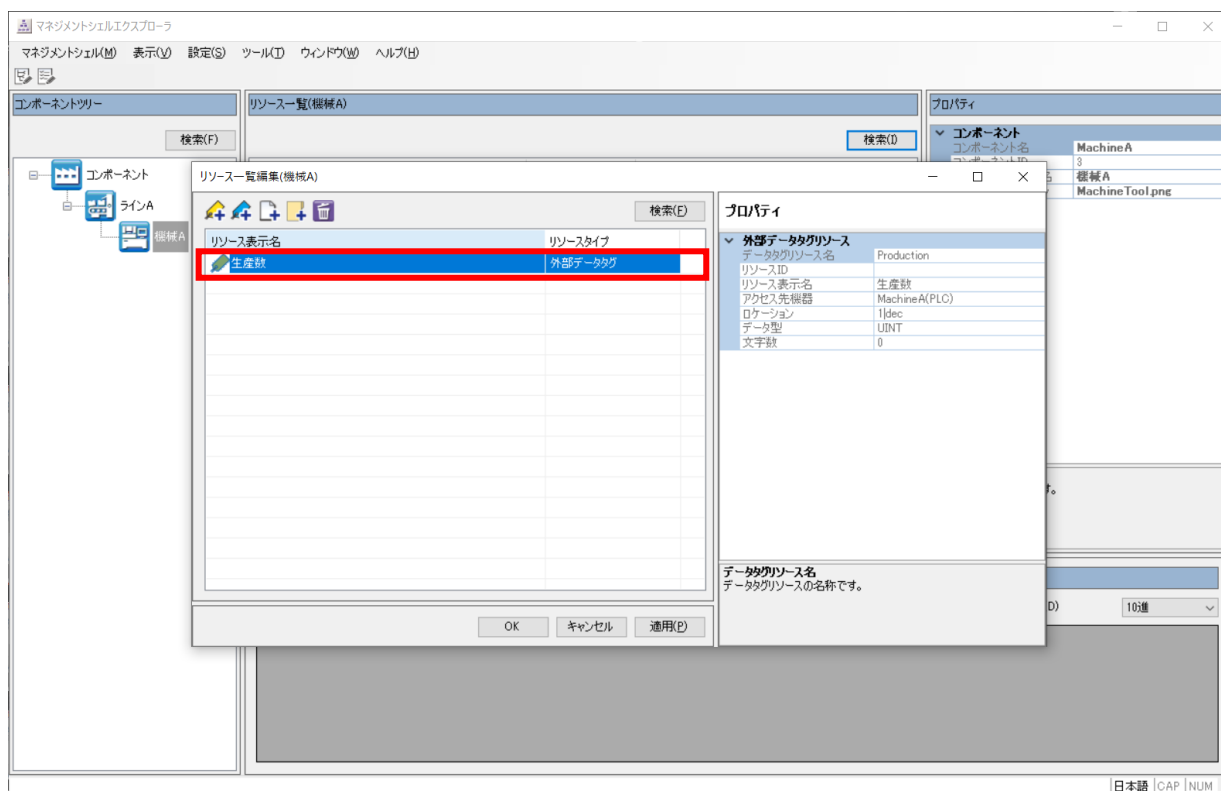 マネジメントシェルエクスプローラ
マネジメントシェル(M) 表示(V) 設定(S) ツール(T) ウィンドウ(W) ヘルプ(H)
コンポーネントツリー
検索(F)
コンポーネント
ラインA
機械A
リソース一覧(機械A)
検索(I)
プロパティ
コンポーネント
コンポーネント名 MachineA
コンポーネントID 3
機械A
MachineTool.png
す。
D) 10進
リソース一覧編集(機械A)
検索(E)
リソース表示名 リソースタイプ
生産数 外部データタグ
OK キャンセル 適用(P)
プロパティ
外部データタグリソース
データタグリソース名 Production
リソースID
リソース表示名 生産数
アクセス先機器 MachineA(PLC)
ロケーション 1|dec
データ型 UINT
文字数 0
データタグリソース名
データタグリソースの名称です。
日本語 CAP NUM